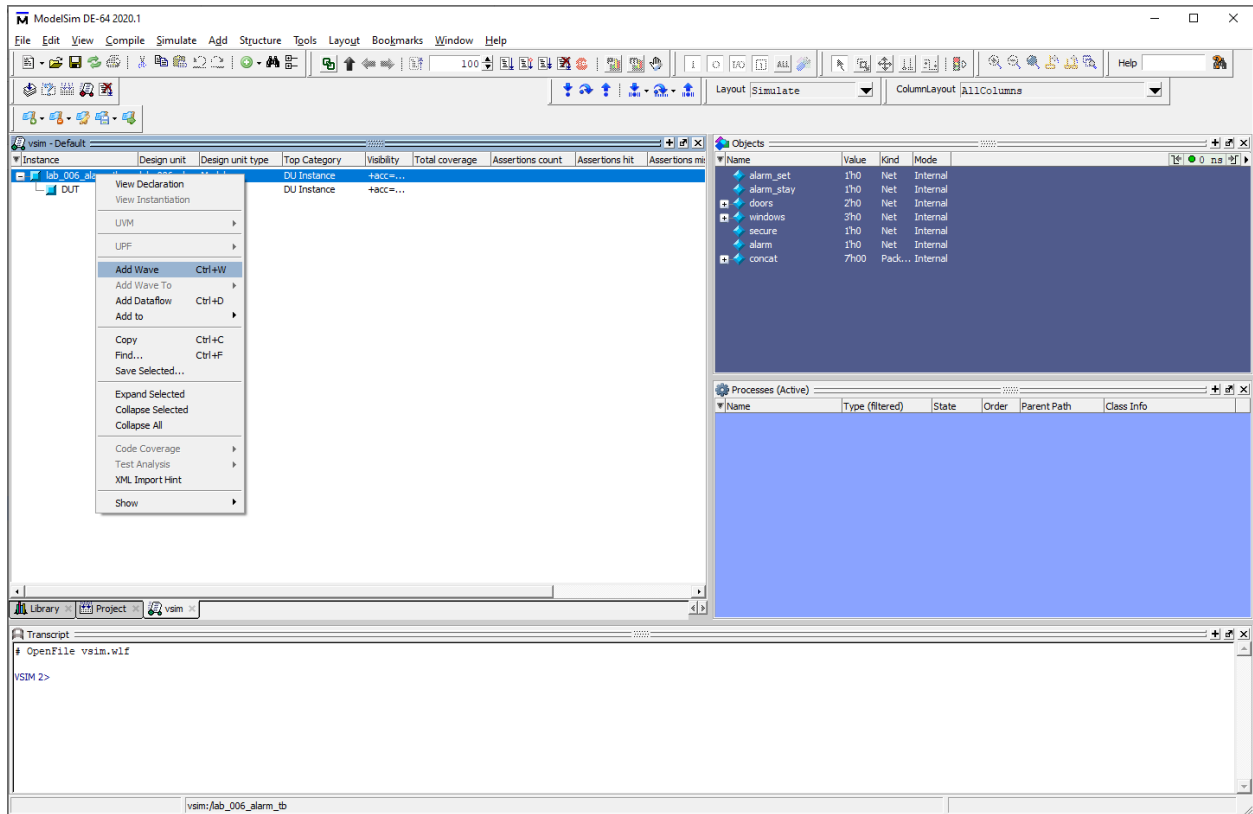 ModelSim DE-64 2020.1
File Edit View Compile Simulate Add Structure Tools Layout Bookmarks Window Help
100 Help
Layout Simulate ColumnLayout AllColumns
vsim - Default
Instance Design unit Design unit type Top Category Visibility Total coverage Assertions count Assertions hit Assertions mi
DU Instance +acc=...
DUT DU Instance +acc=...
View Declaration
View Instantiation
UVM
UPF
Add Wave Ctrl+W
Add Wave To
Add Dataflow Ctrl+D
Add to
Copy Ctrl+C
Find... Ctrl+F
Save Selected...
Expand Selected
Collapse Selected
Collapse All
Code Coverage
Test Analysis
XML Import Hint
Show
Library Project vsim
Objects
Name Value Kind Mode 0 ns
alarm_set 1'h0 Net Internal
alarm_stay 1'h0 Net Internal
doors 2'h0 Net Internal
windows 3'h0 Net Internal
secure 1'h0 Net Internal
alarm 1'h0 Net Internal
concat 7'h00 Pack... Internal
Processes (Active)
Name Type (filtered) State Order Parent Path Class Info
Transcript
# OpenFile vsim.wlf
VSIM 2>
vsim:/lab_006_alarm_tb